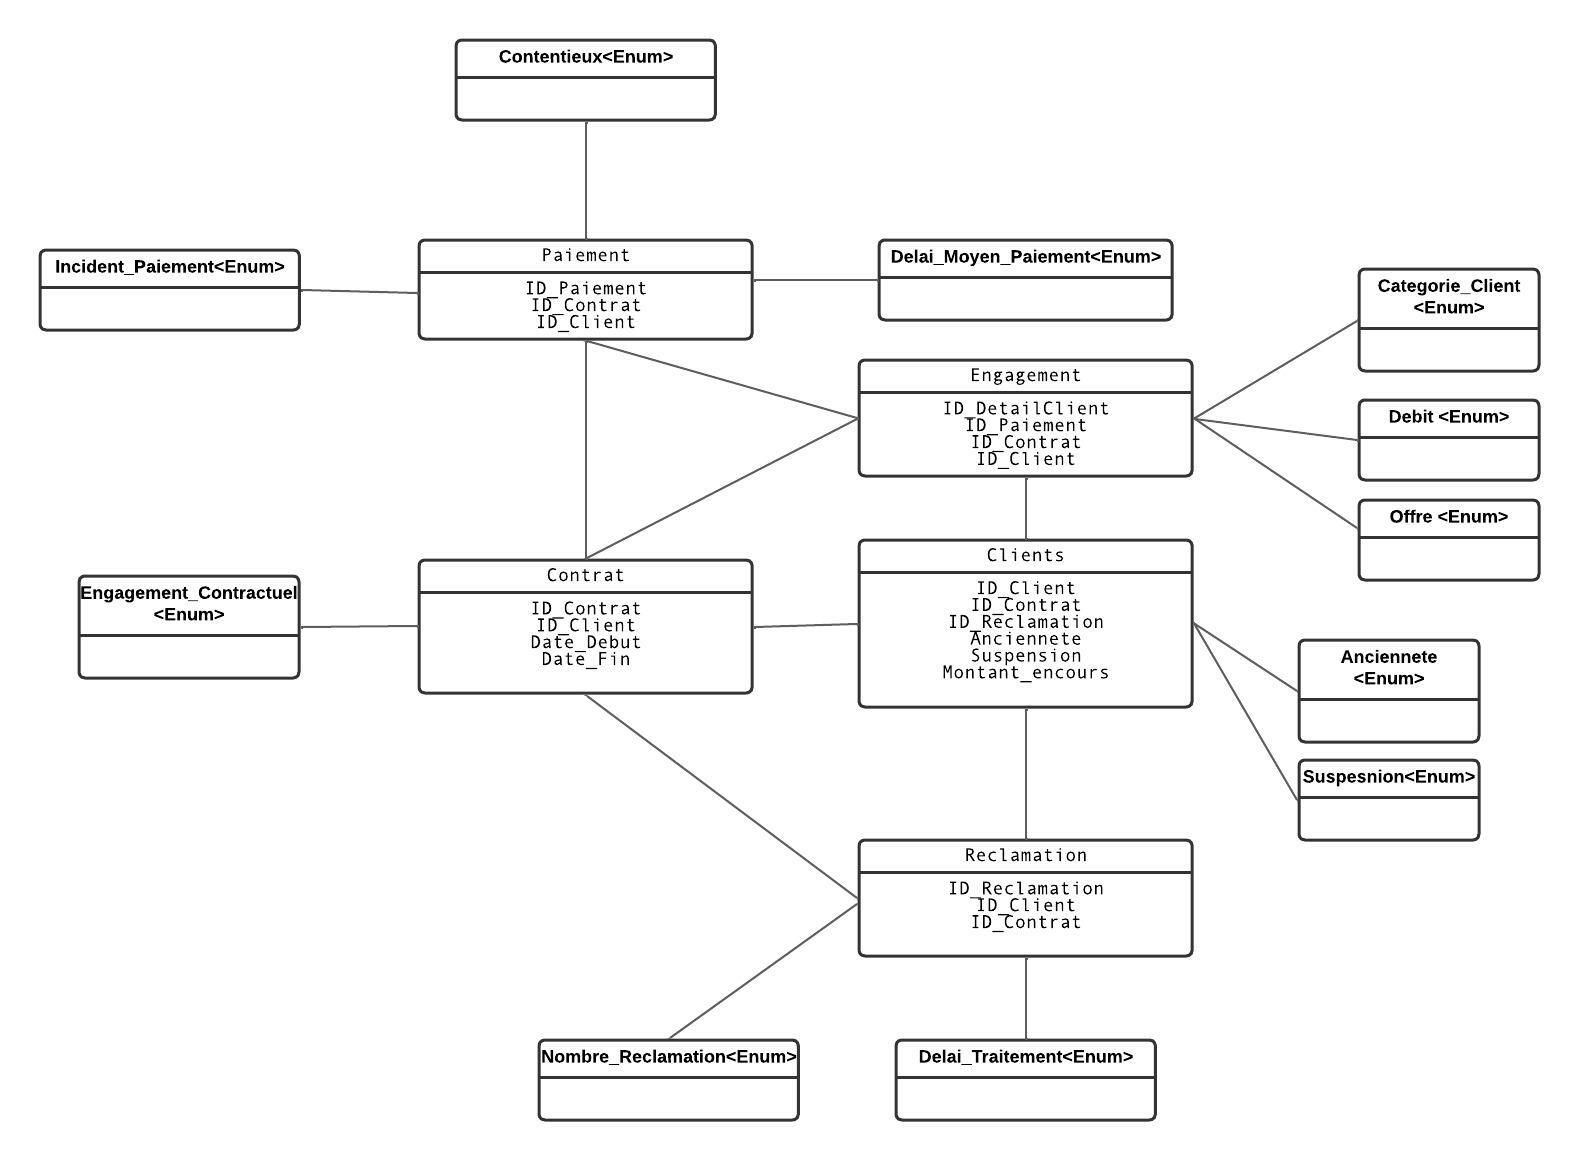 Contentieux<Enum>
Incident_Paiement<Enum>
Paiement
ID_Paiement
ID_Contrat
ID_Client
Delai_Moyen_Paiement<Enum>
Categorie_Client
<Enum>
Engagement
ID_DetailClient
ID_Paiement
ID_Contrat
ID_Client
Debit <Enum>
Offre <Enum>
Engagement_Contractuel
<Enum>
Contrat
ID_Contrat
ID_Client
Date_Debut
Date_Fin
Clients
ID_Client
ID_Contrat
ID_Reclamation
Anciennete
Suspension
Montant_encours
Anciennete
<Enum>
Suspesnion<Enum>
Reclamation
ID_Reclamation
ID_Client
ID_Contrat
Nombre_Reclamation<Enum>
Delai_Traitement<Enum>